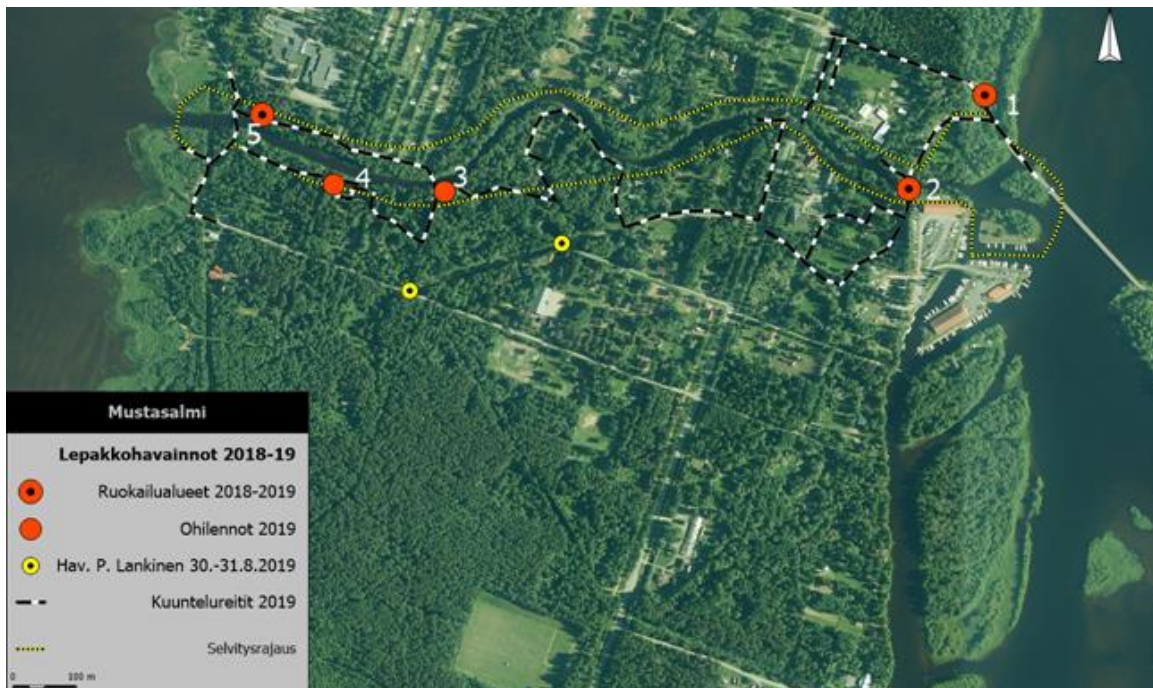 1
2
3
4
5
Mustasalmi
Lepakkohavainnot 2018-19
Ruokailualueet 2018-2019
Ohilennot 2019
Hav. P. Lankinen 30.-31.8.2019
Kuuntelureitit 2019
Selvitysrajaus
0 100 m